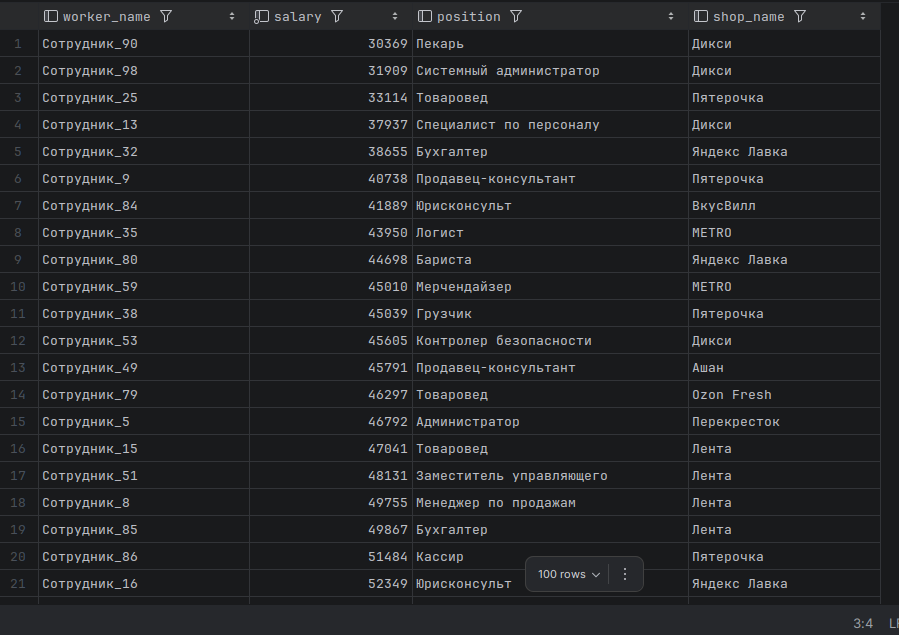 worker_name salary position shop_name
1 Сотрудник_90 30369 Пекарь Дикси
2 Сотрудник_98 31909 Системный администратор Дикси
3 Сотрудник_25 33114 Товаровед Пятерочка
4 Сотрудник_13 37937 Специалист по персоналу Дикси
5 Сотрудник_32 38655 Бухгалтер Яндекс Лавка
6 Сотрудник_9 40738 Продавец-консультант Пятерочка
7 Сотрудник_84 41889 Юрисконсульт ВкусВилл
8 Сотрудник_35 43950 Логист METRO
9 Сотрудник_80 44698 Бариста Яндекс Лавка
10 Сотрудник_59 45010 Мерчендайзер METRO
11 Сотрудник_38 45039 Грузчик Пятерочка
12 Сотрудник_53 45605 Контролер безопасности Дикси
13 Сотрудник_49 45791 Продавец-консультант Ашан
14 Сотрудник_79 46297 Товаровед Ozon Fresh
15 Сотрудник_5 46792 Администратор Перекресток
16 Сотрудник_15 47041 Товаровед Лента
17 Сотрудник_51 48131 Заместитель управляющего Лента
18 Сотрудник_8 49755 Менеджер по продажам Лента
19 Сотрудник_85 49867 Бухгалтер Лента
20 Сотрудник_86 51484 Кассир Пятерочка
21 Сотрудник_16 52349 Юрисконсульт Яндекс Лавка
100 rows
3:4